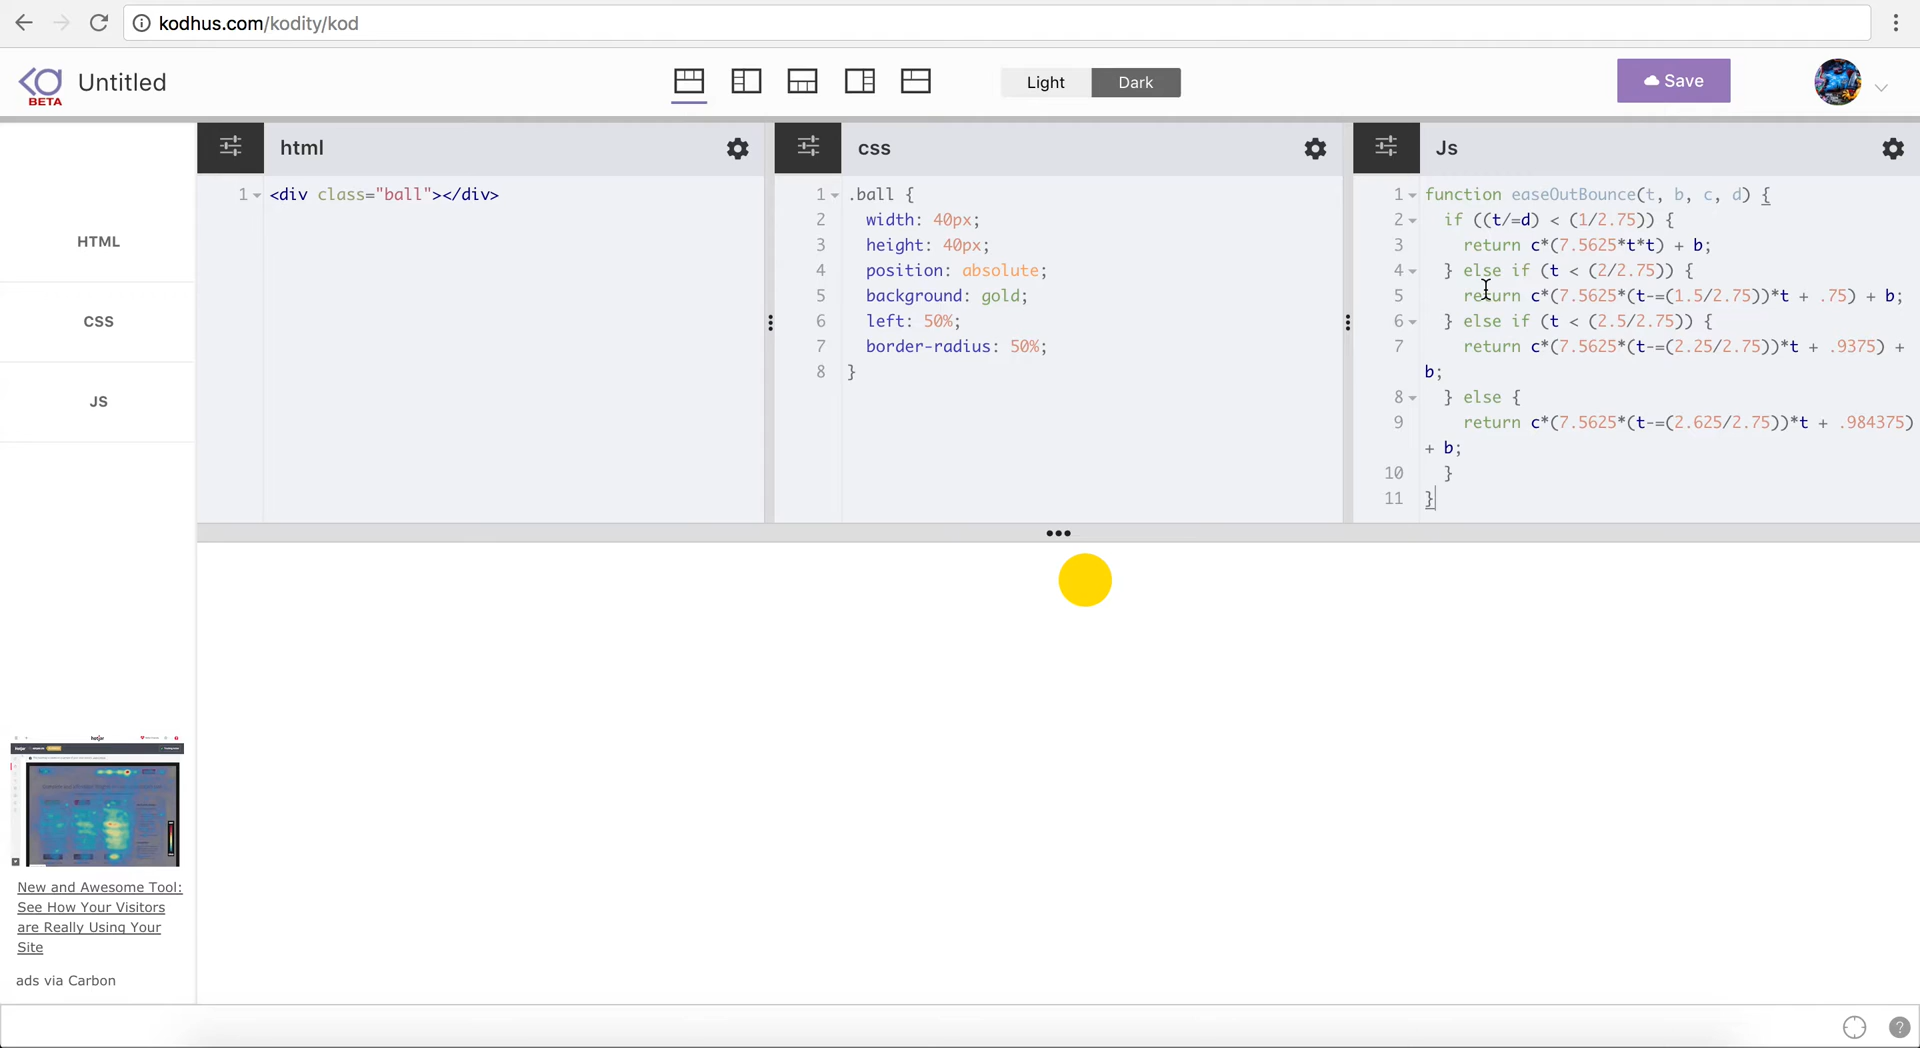 kodhus.com/kodity/kod
BETA
Untitled
Light
Dark
Save
HTML
CSS
JS
html
1
<div class="ball"></div>
css
1 .ball {
2 width: 40px;
3 height: 40px;
4 position: absolute;
5 background: gold;
6 left: 50%;
7 border-radius: 50%;
8 }
Js
1 function easeOutBounce(t, b, c, d) {
2 if ((t/=d) < (1/2.75)) {
3 return c*(7.5625*t*t) + b;
4 } else if (t < (2/2.75)) {
5 return c*(7.5625*(t-=(1.5/2.75))*t + .75) + b;
6 } else if (t < (2.5/2.75)) {
7 return c*(7.5625*(t-=(2.25/2.75))*t + .9375) +
b;
8 } else {
9 return c*(7.5625*(t-=(2.625/2.75))*t + .984375)
+ b;
10 }
11 }
New and Awesome Tool:
See How Your Visitors
are Really Using Your
Site
ads via Carbon
?